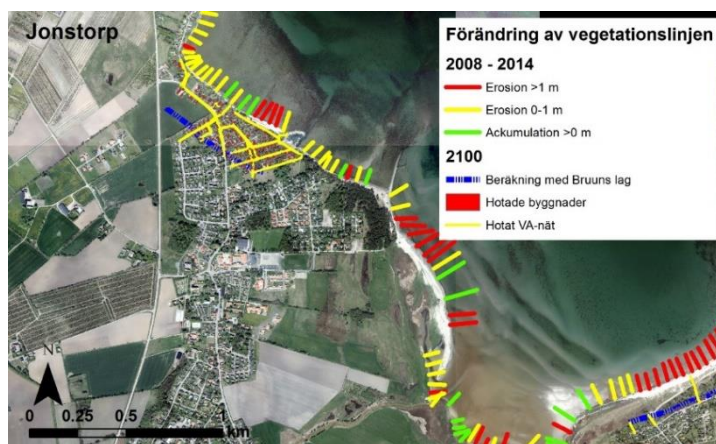 Jonstorp
Förändring av vegetationslinjen
2008 - 2014
Erosion >1 m
Erosion 0-1 m
Ackumulation >0 m
2100
Beräkning med Bruuns lag
Hotade byggnader
Hotat VA-nät
N
0 0.25 0.5 1
km